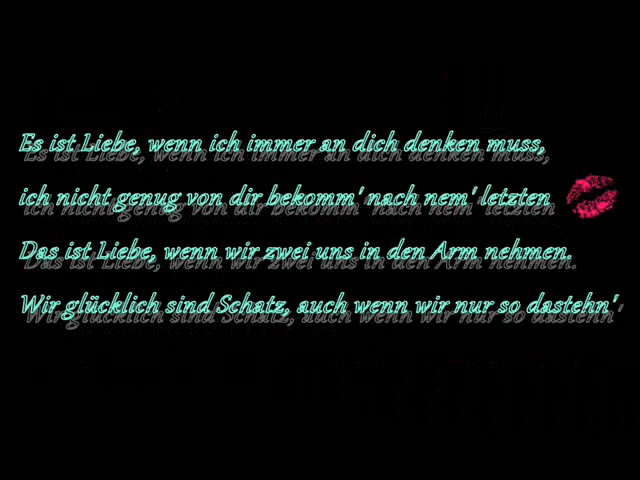 Es ist Liebe, wenn ich immer an dich denken muss,
ich nicht genug von dir bekomm' nach nem' letzten
Das ist Liebe, wenn wir zwei uns in den Arm nehmen.
Wir glücklich sind Schatz, auch wenn wir nur so dastehn'